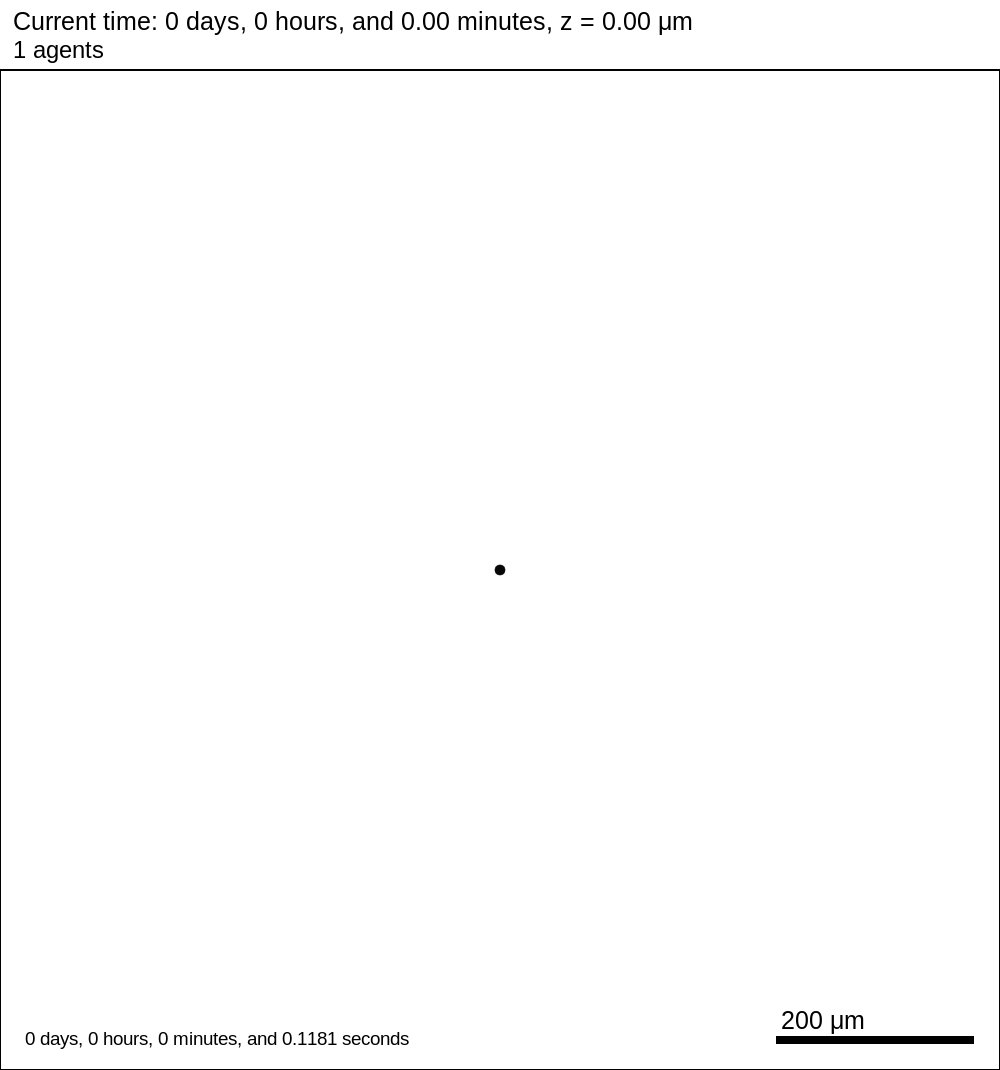 Current time: 0 days, 0 hours, and 0.00 minutes, z = 0.00 μm
1 agents
200 μm
0 days, 0 hours, 0 minutes, and 0.1181 seconds